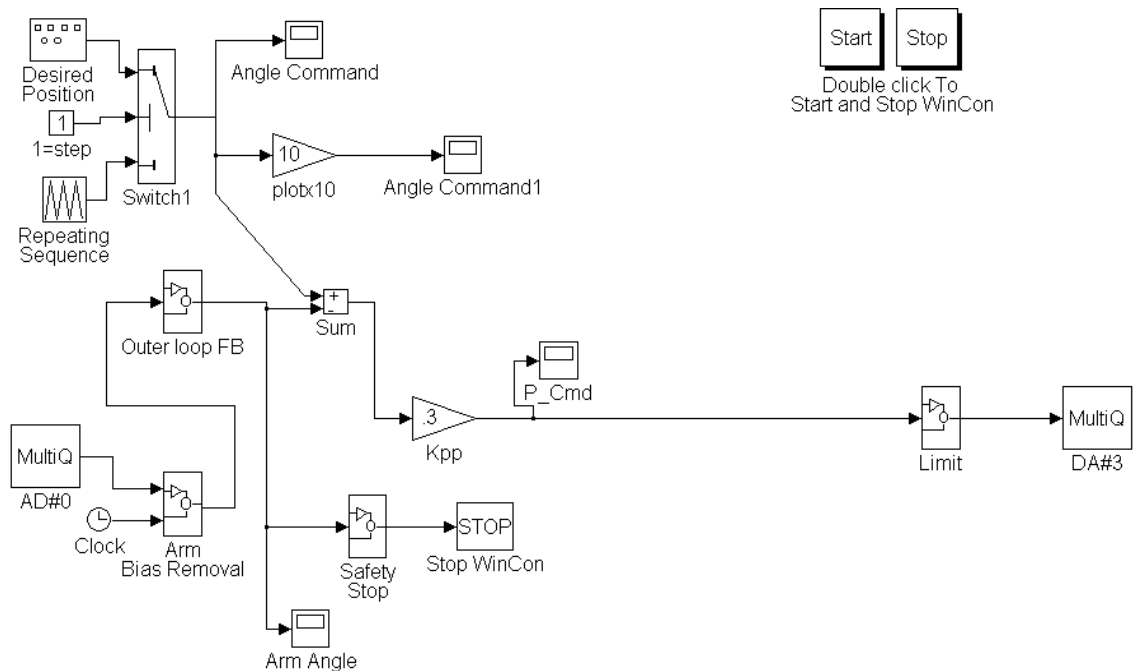 Start
Stop
Double click To
Start and Stop WinCon
Desired
Position
1
1=step
Switch1
Repeating
Sequence
Angle Command
10
plotx10
Angle Command1
Outer loop FB
+
-
Sum
P_Cmd
.3
Kpp
Limit
MultiQ
DA#3
MultiQ
AD#0
Clock
Arm
Bias Removal
Safety
Stop
STOP
Stop WinCon
Arm Angle